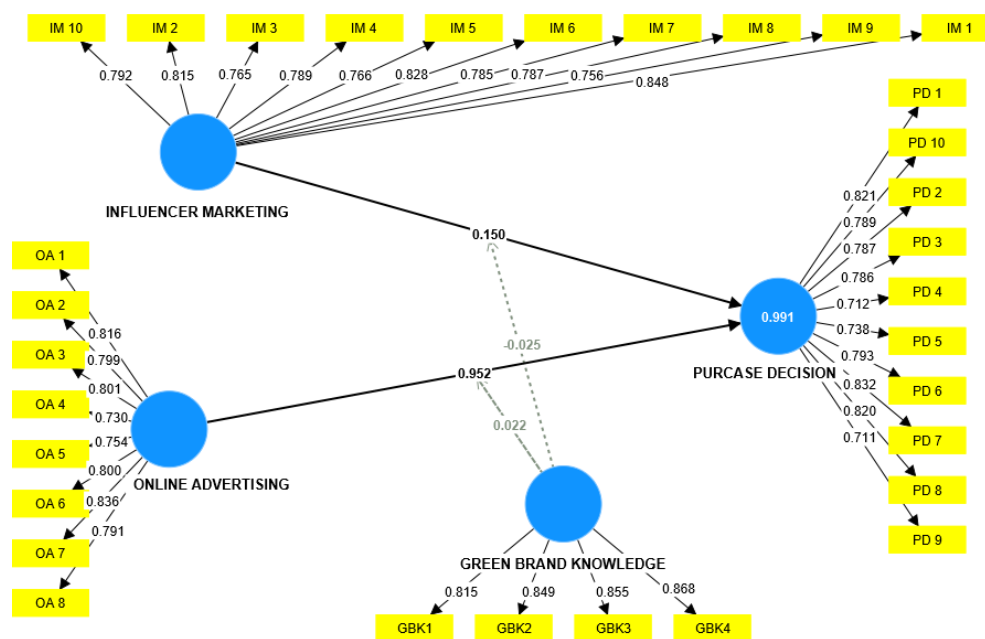 IM 10
IM 2
IM 3
IM 4
IM 5
IM 6
IM 7
IM 8
IM 9
IM 1
0.792
0.815
0.765
0.789
0.766
0.828
0.785
0.787
0.756
0.848
INFLUENCER MARKETING
PD 1
PD 10
PD 2
PD 3
PD 4
PD 5
PD 6
PD 7
PD 8
PD 9
0.821
0.789
0.787
0.786
0.712
0.738
0.793
0.832
0.820
0.711
0.150
0.991
PURCASE DECISION
-0.025
0.952
0.022
OA 1
OA 2
OA 3
OA 4
OA 5
OA 6
OA 7
OA 8
0.816
0.799
0.801
0.730
0.754
0.800
0.836
0.791
ONLINE ADVERTISING
GREEN BRAND KNOWLEDGE
0.815
0.849
0.855
0.868
GBK1
GBK2
GBK3
GBK4